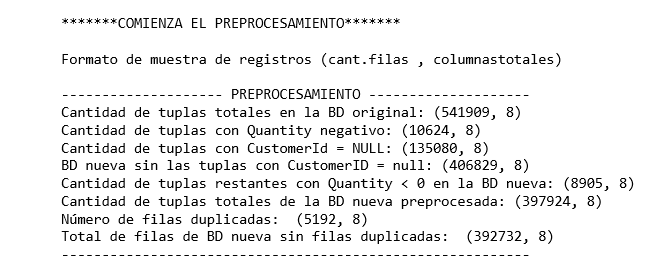 *******COMIENZA EL PREPROCESAMIENTO*******
Formato de muestra de registros (cant.filas , columnastotales)
-------------------- PREPROCESAMIENTO --------------------
Cantidad de tuplas totales en la BD original: (541909, 8)
Cantidad de tuplas con Quantity negativo: (10624, 8)
Cantidad de tuplas con CustomerId = NULL: (135080, 8)
BD nueva sin las tuplas con CustomerID = null: (406829, 8)
Cantidad de tuplas restantes con Quantity < 0 en la BD nueva: (8905, 8)
Cantidad de tuplas totales de la BD nueva preprocesada: (397924, 8)
Número de filas duplicadas:  (5192, 8)
Total de filas de BD nueva sin filas duplicadas:  (392732, 8)
----------------------------------------------------------